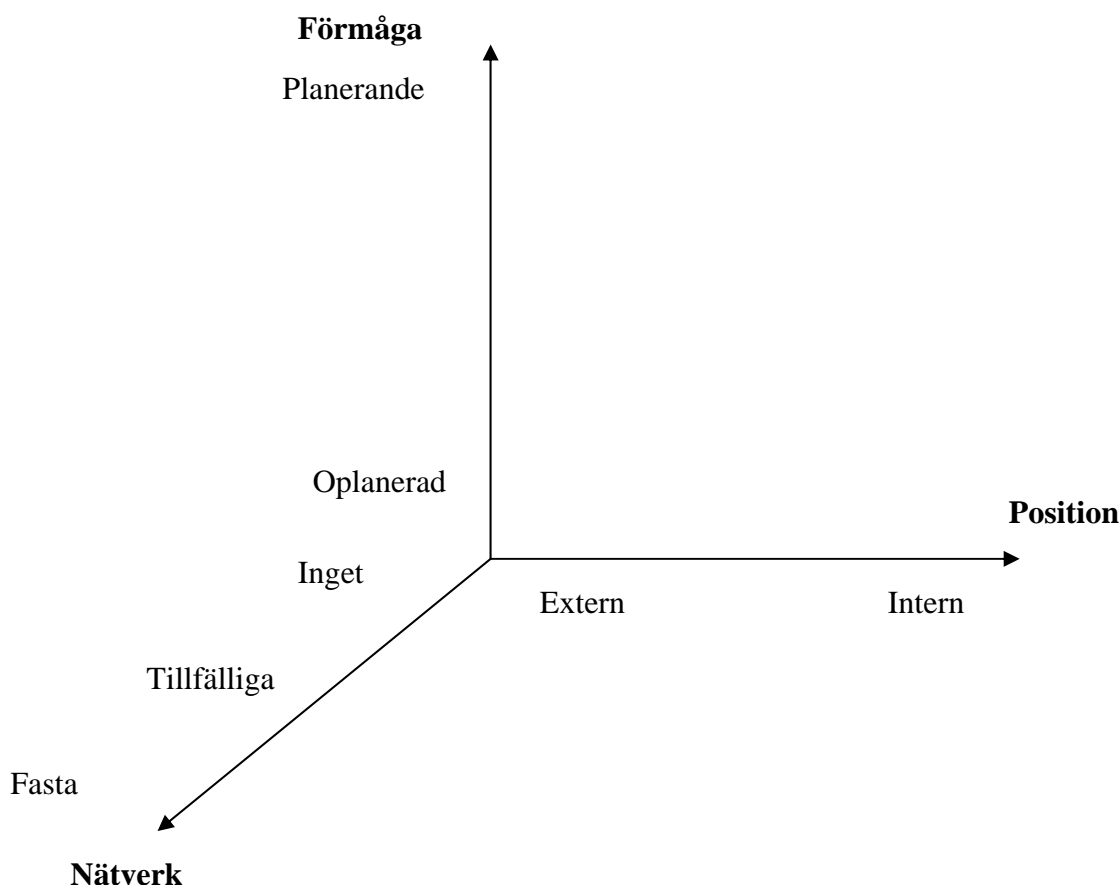 Förmåga
Planerande
Oplanerad
Position
Inget
Extern
Intern
Tillfälliga
Fasta
Nätverk